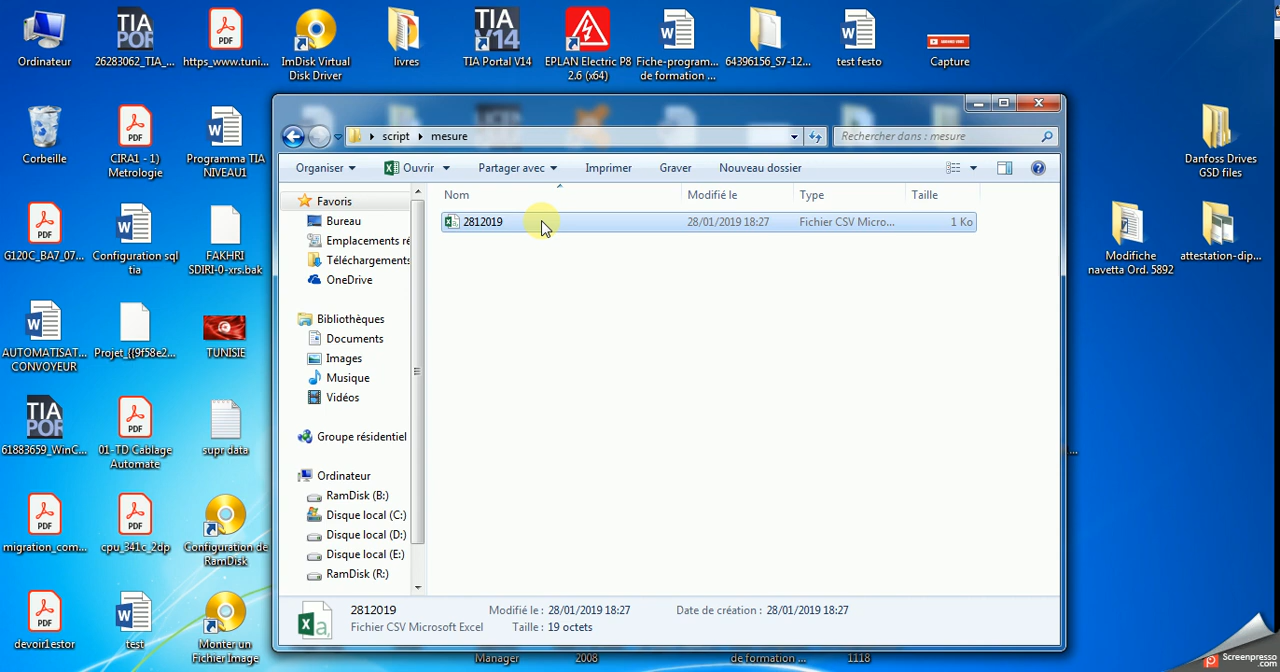 Ordinateur
26283062_TIA_...
https_www.tuni...
ImDisk Virtual
Disk Driver
livres
TIA
V14
TIA Portal V14
EPLAN Electric P8
2.6 (x64)
Fiche-program...
de formation ...
64396156_S7-12...
test festo
Capture
Corbeille
CIRA1 - 1)
Metrologie
Programma TIA
NIVEAU1
Danfoss Drives
GSD files
G120C_BA7_07...
Configuration sql
tia
FAKHRI
SDIRI-0-xrs.bak
Modifiche
navetta Ord. 5892
attestation-dip...
AUTOMATISAT...
CONVOYEUR
Projet_{{9f58e2...
TUNISIE
61883659_WinC...
01-TD Cablage
Automate
supr data
migration_com...
cpu_341c_2dp
Configuration de
RamDisk
devoir1estor
test
Monter un
Fichier Image
script
mesure
Rechercher dans : mesure
Organiser
Ouvrir
Partager avec
Imprimer
Graver
Nouveau dossier
Nom
Modifié le
Type
Taille
2812019
28/01/2019 18:27
Fichier CSV Micro...
1 Ko
Favoris
Bureau
Emplacements ré
Téléchargements
OneDrive
Bibliothèques
Documents
Images
Musique
Vidéos
Groupe résidentiel
Ordinateur
RamDisk (B:)
Disque local (C:)
Disque local (D:)
Disque local (E:)
RamDisk (R:)
2812019
Modifié le : 28/01/2019 18:27
Date de création : 28/01/2019 18:27
Fichier CSV Microsoft Excel
Taille : 19 octets
Manager
2008
de formation ...
1118
Screenpresso
.com